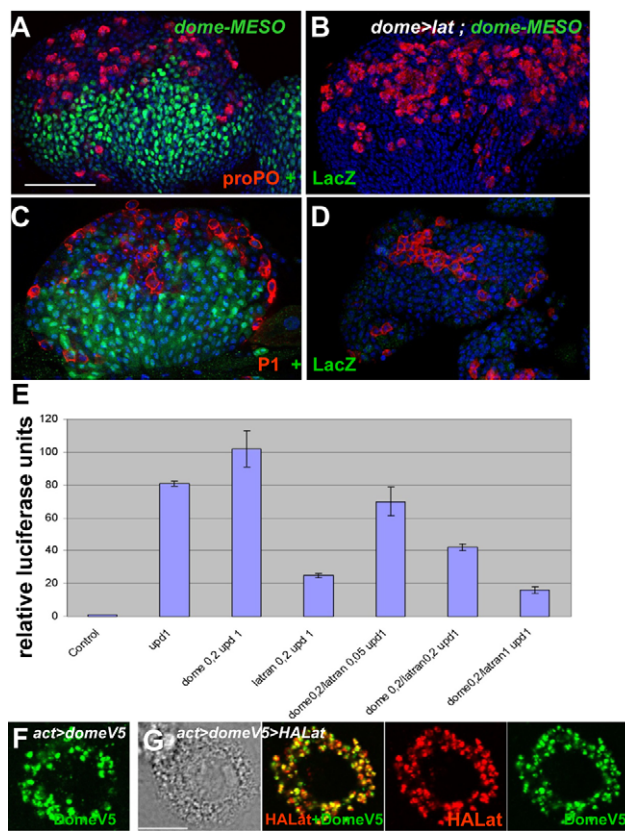 A dome-MESO
B dome>lat ; dome-MESO
proPO + LacZ
C D
P1 + LacZ
E
relative luciferase units
120
100
80
60
40
20
0
Control
upd1
dome 0,2 upd 1
latran 0,2 upd 1
dome0,2/latran 0,05 upd1
dome 0,2/latran0,2 upd1
dome0,2/latran1 upd1
F act>domeV5
DomeV5
G act>domeV5>HALat
HALat+DomeV5
HALat
DomeV5